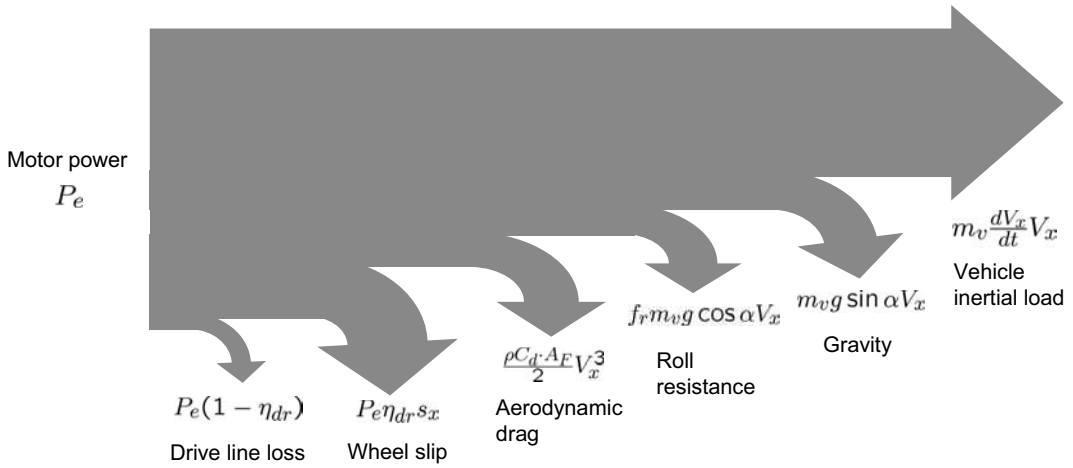 Motor power
$P_e$
$P_e(1 - \eta_{dr})$
Drive line loss
$P_e \eta_{dr} s_x$
Wheel slip
$\frac{\rho C_d \cdot A_F}{2} V_x^3$
Aerodynamic
drag
$f_r m_v g \cos \alpha V_x$
Roll
resistance
$m_v g \sin \alpha V_x$
Gravity
$m_v \frac{dV_x}{dt} V_x$
Vehicle
inertial load